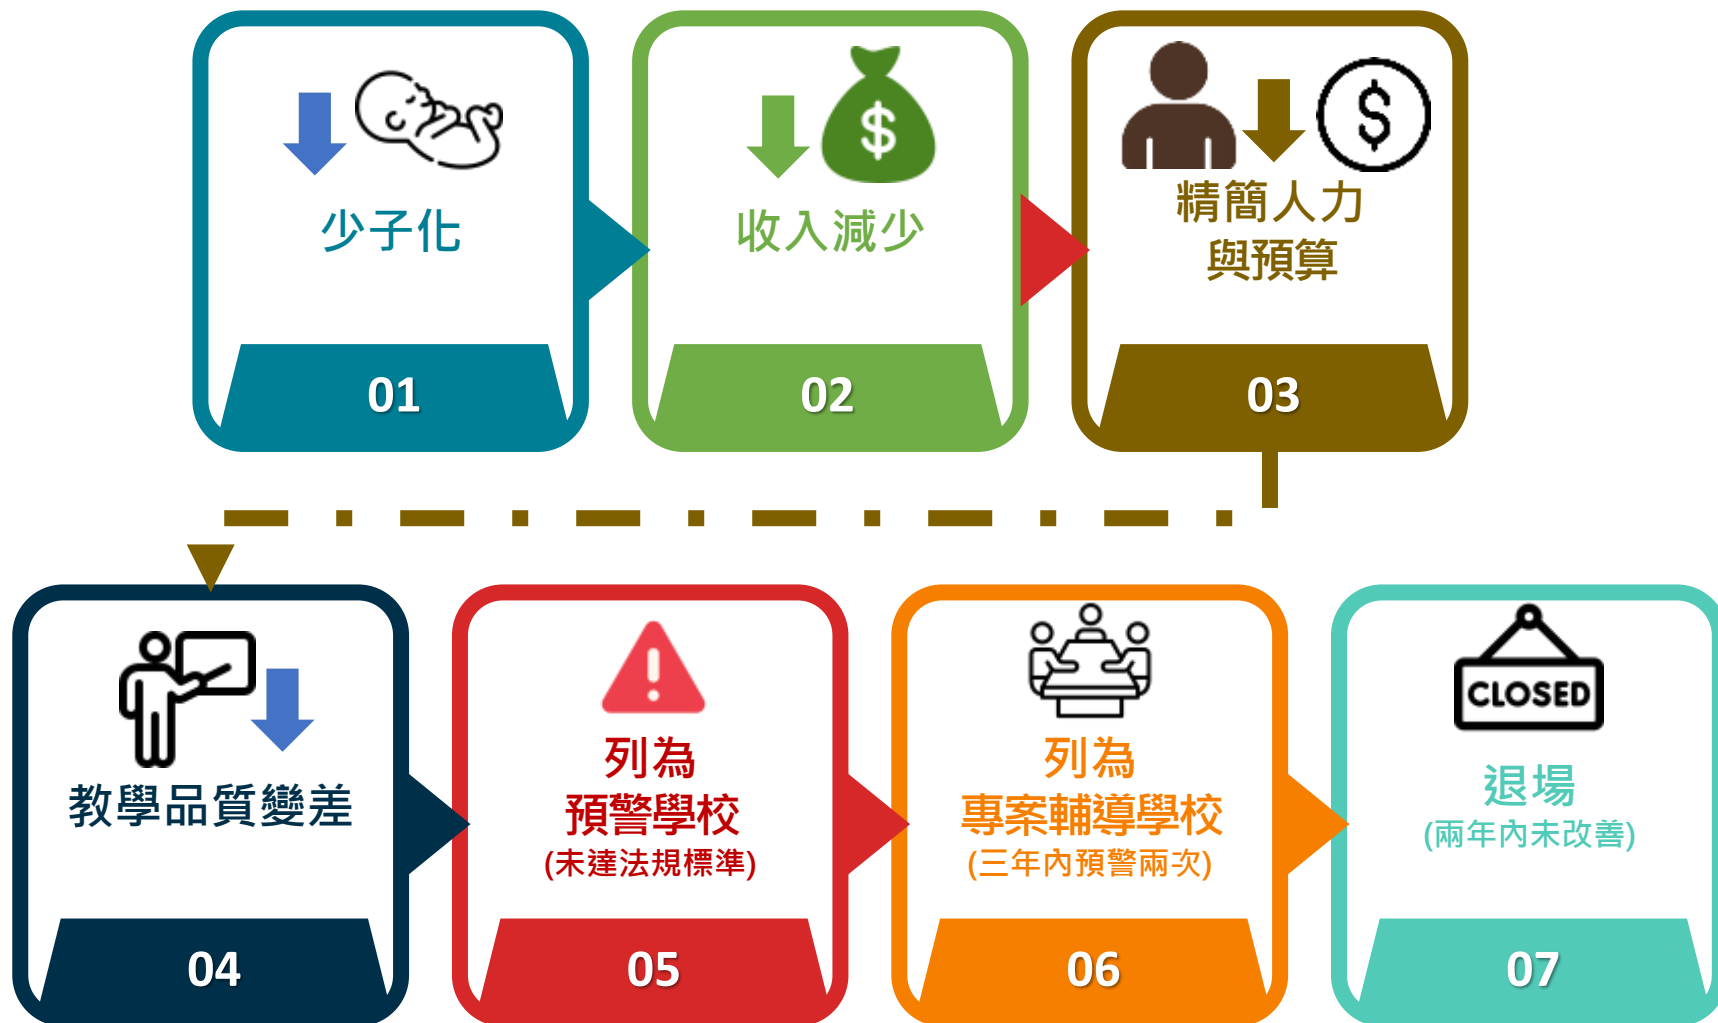 少子化
01
收入減少
02
精簡人力
與預算
03
教學品質變差
04
列為
預警學校
(未達法規標準)
05
列為
專案輔導學校
(三年內預警兩次)
06
CLOSED
退場
(兩年內未改善)
07